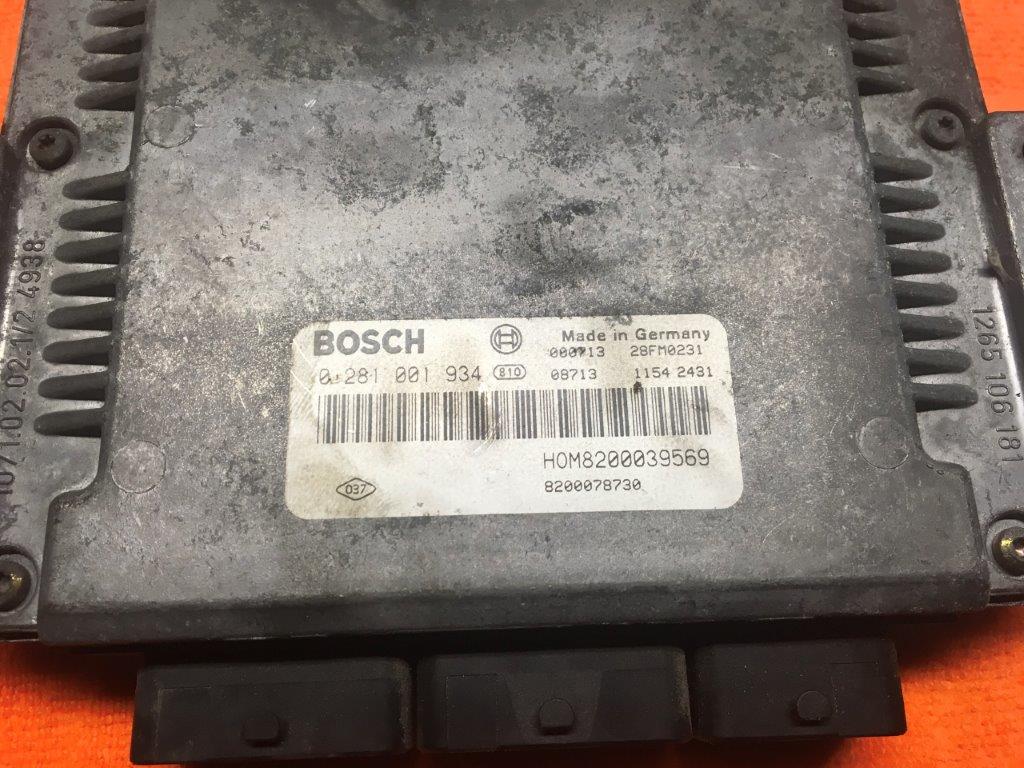 BOSCH
Made in Germany
000713 28FM0231
0 281 001 934 810 08713 1154 2431
HOM8200039569
037
8200078730
1071.02.02.1/2 4938
1265 106 181